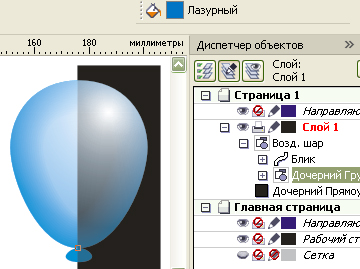 Лазурный
160 180 миллиметры
Диспетчер объектов
Слой:
Слой 1
Страница 1
Направляю
Слой 1
Возд. шар
Блик
Дочерний Гру
Дочерний Прямоу
Главная страница
Направляю
Рабочий ст
Сетка